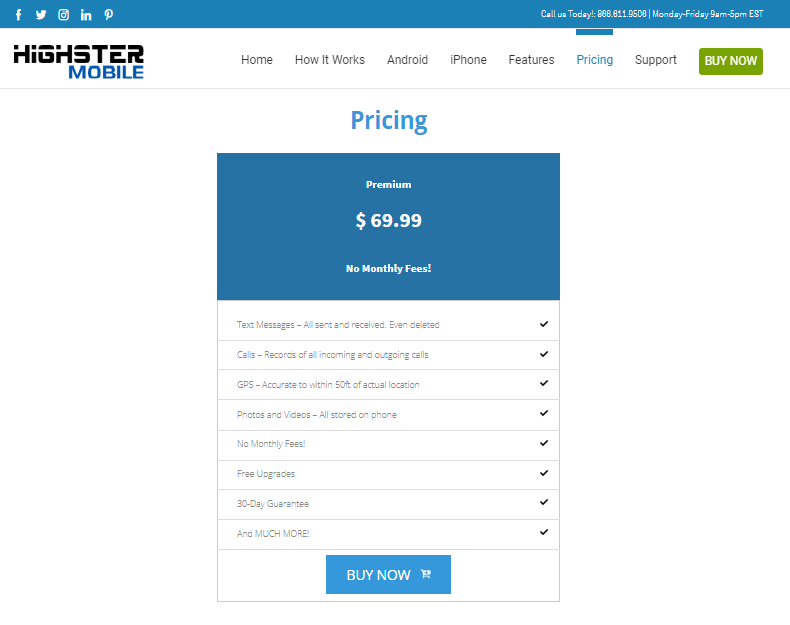 Call us Today!: 866.611.9506 | Monday-Friday 9am-5pm EST
HiGHSTER
MOBILE
Home How It Works Android iPhone Features Pricing Support BUY NOW
Pricing
Premium
$ 69.99
No Monthly Fees!
Text Messages – All sent and received. Even deleted
Calls – Records of all incoming and outgoing calls
GPS – Accurate to within 50ft of actual location
Photos and Videos – All stored on phone
No Monthly Fees!
Free Upgrades
30-Day Guarantee
And MUCH MORE!
BUY NOW